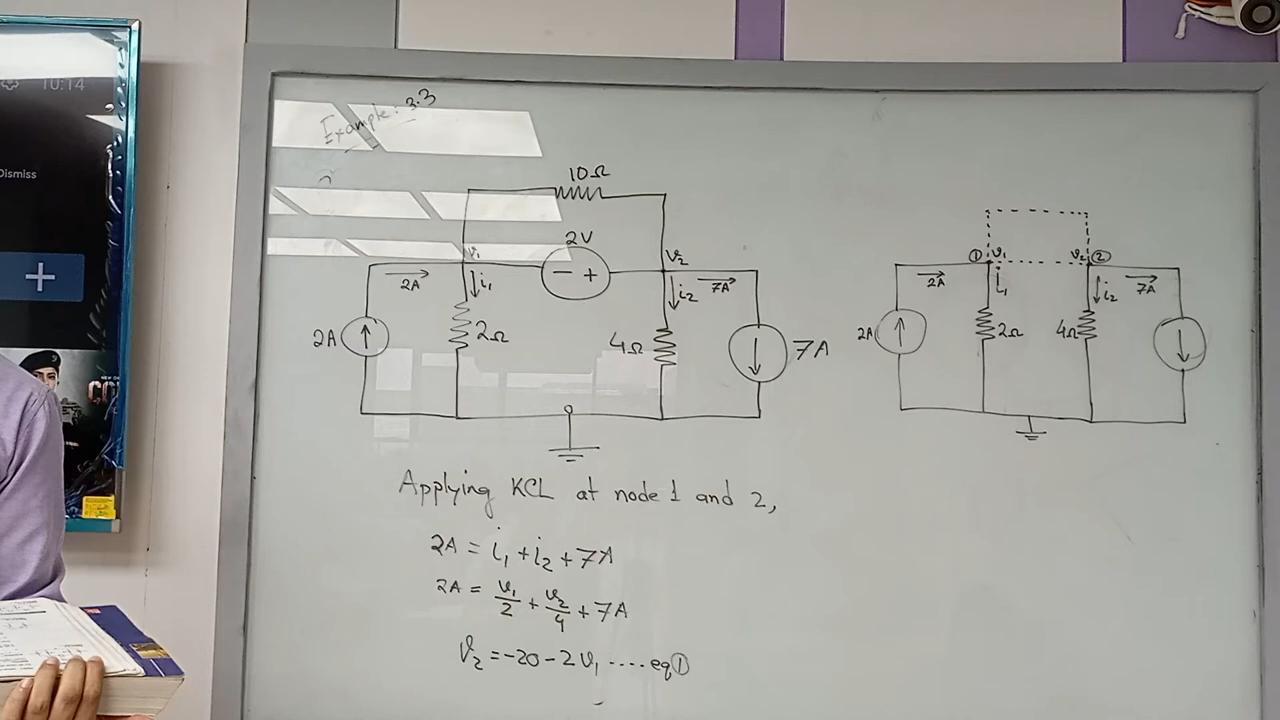 10:14
Dismiss
Example: 3.3
10Ω
2V
v₁
v₂
2A
i₁
i₂
7A
2A
2Ω
4Ω
7A
① v₁
v₂ ②
2A
i₁
i₂
7A
2A
2Ω
4Ω
Applying KCL at node 1 and 2,
2A = i₁ + i₂ + 7A
2A = v₁/2 + v₂/4 + 7A
v₂ = -20 - 2v₁ ····eq①